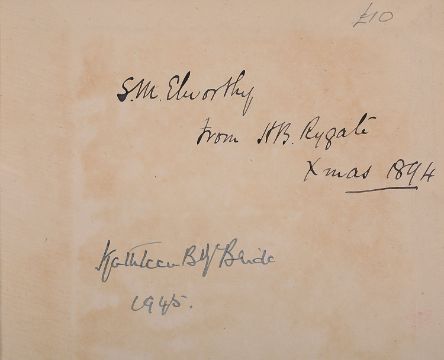 £10
S.M. Elworthy
from H.B. Rygate
Xmas 1894
Kathleen B. McBride
1945.